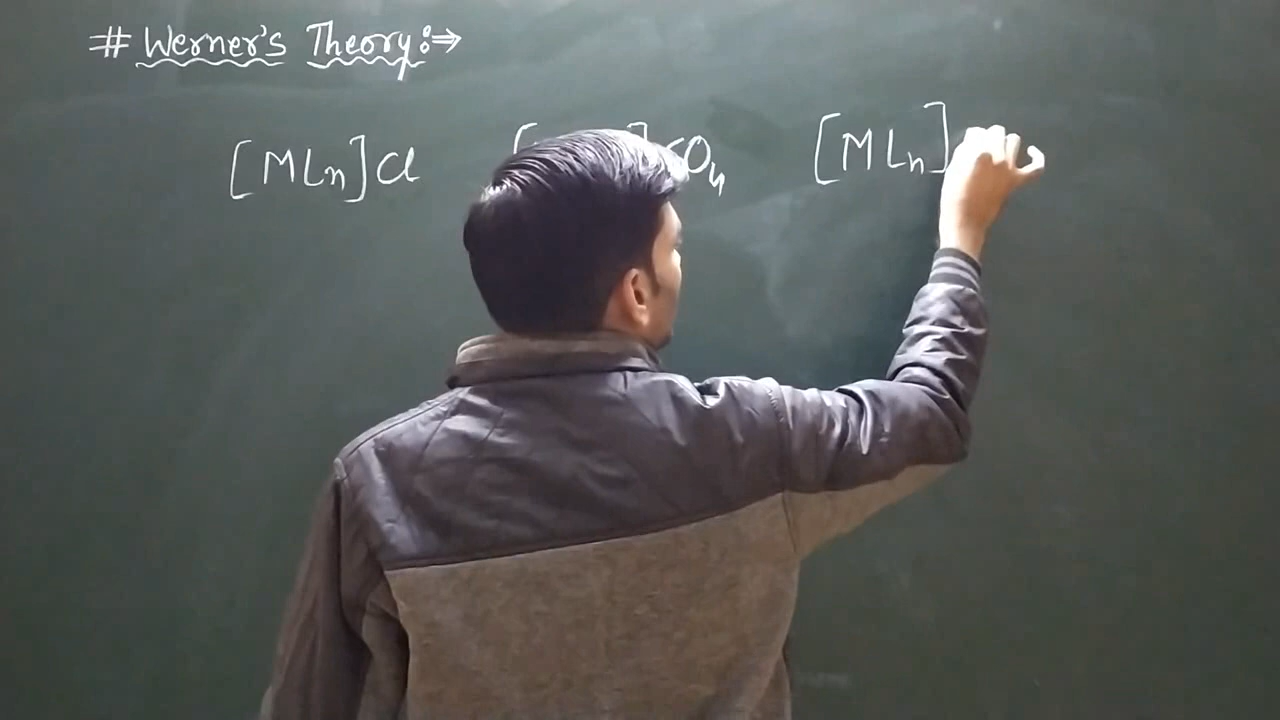 # Werner's Theory:→
[MLn]Cl [ ]SO4 [MLn]